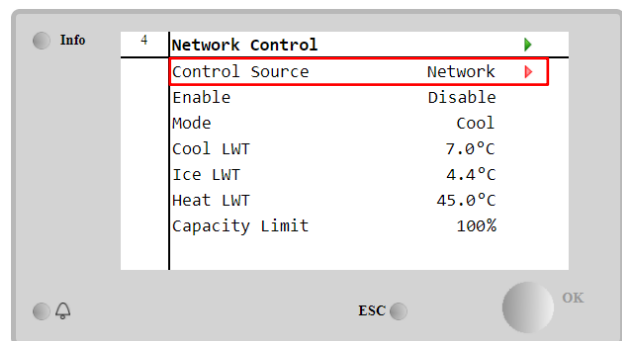 Info
4 Network Control
Control Source Network
Enable Disable
Mode Cool
Cool LWT 7.0°C
Ice LWT 4.4°C
Heat LWT 45.0°C
Capacity Limit 100%
ESC
OK